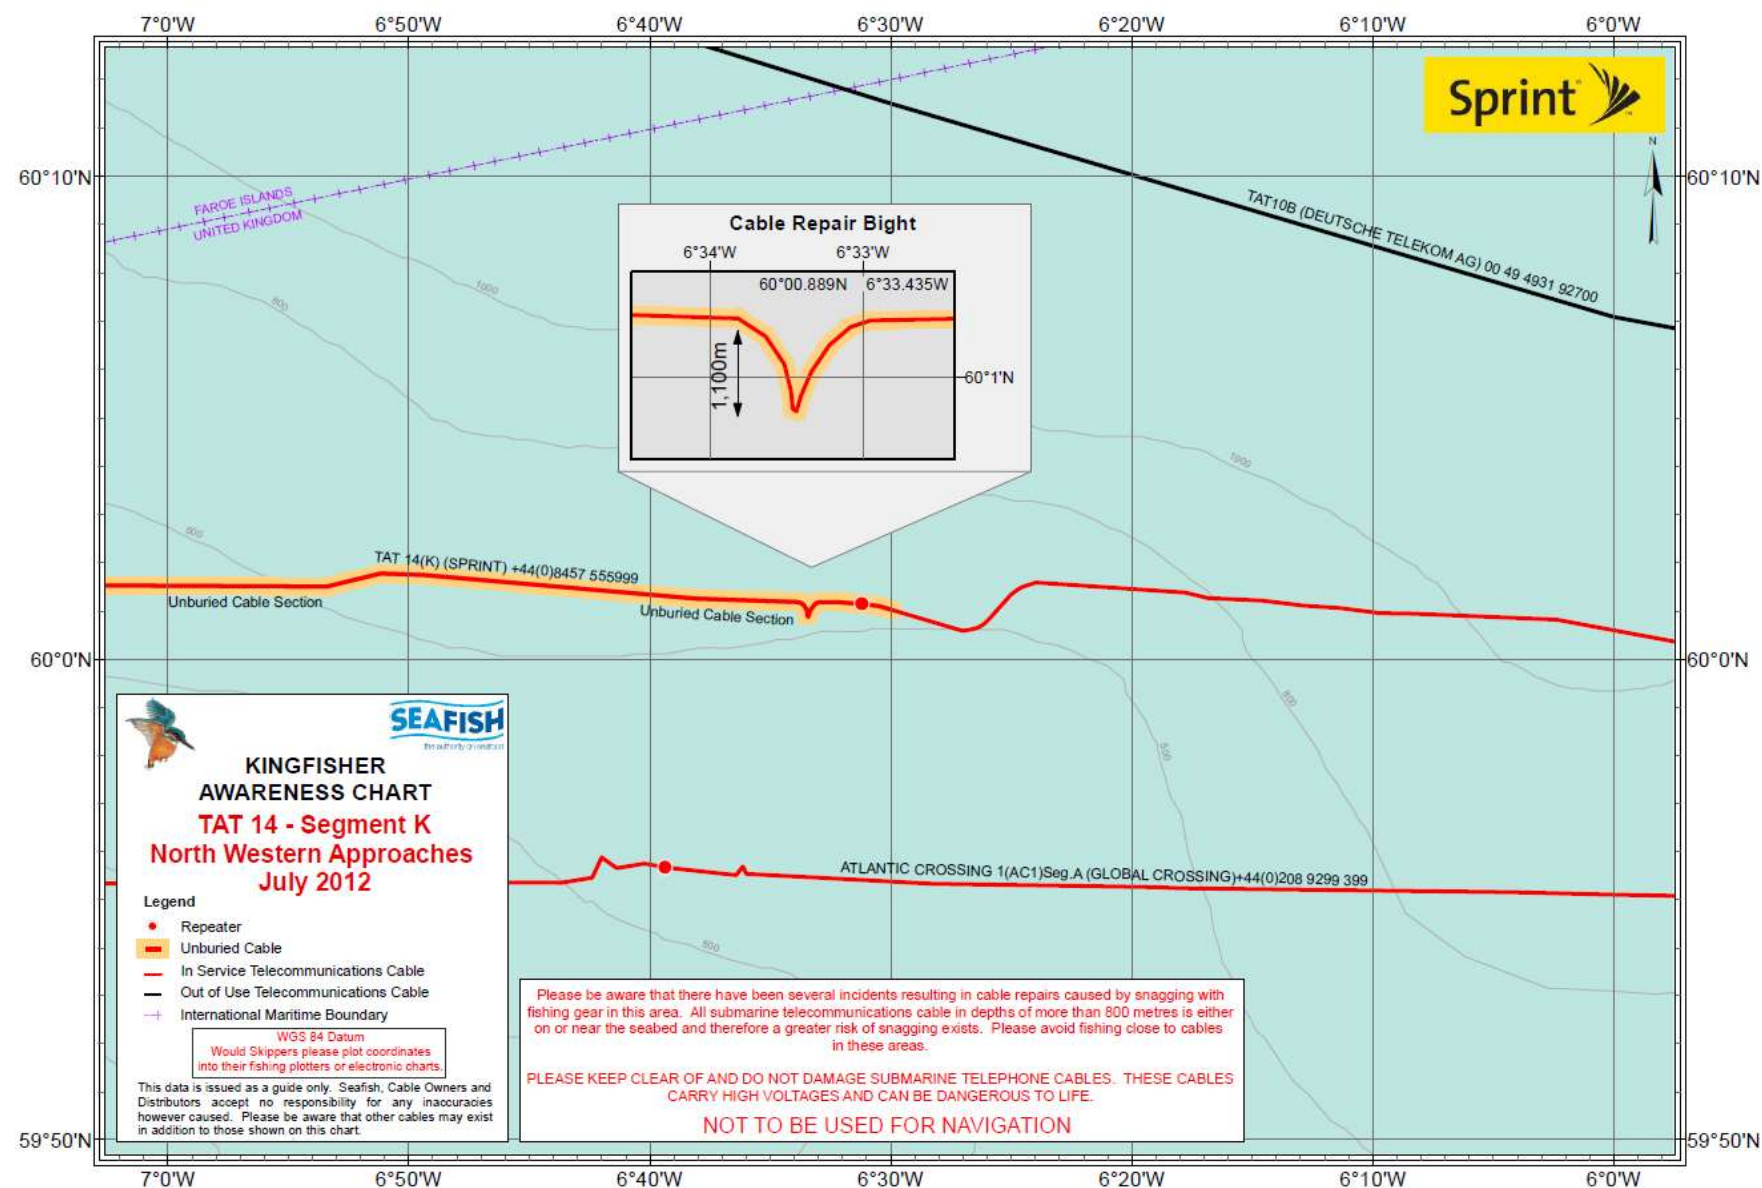 7°0'W 6°50'W 6°40'W 6°30'W 6°20'W 6°10'W 6°0'W
Sprint
N
60°10'N
60°10'N
FAROE ISLANDS
UNITED KINGDOM
TAT10B (DEUTSCHE TELEKOM AG) 00 49 4931 92700
Cable Repair Bight
6°34'W 6°33'W
60°00.889N 6°33.435W
1,100m
60°1'N
800
1000
1000
600
TAT 14(K) (SPRINT) +44(0)8457 555999
Unburied Cable Section
Unburied Cable Section
60°0'N
60°0'N
800
SEAFISH
the authority on seafood
KINGFISHER
AWARENESS CHART
TAT 14 - Segment K
North Western Approaches
July 2012
Legend
Repeater
Unburied Cable
In Service Telecommunications Cable
Out of Use Telecommunications Cable
International Maritime Boundary
WGS 84 Datum
Would Skippers please plot coordinates
into their fishing plotters or electronic charts.
This data is issued as a guide only. Seafish, Cable Owners and
Distributors accept no responsibility for any inaccuracies
however caused. Please be aware that other cables may exist
in addition to those shown on this chart.
ATLANTIC CROSSING 1(AC1)Seg.A (GLOBAL CROSSING)+44(0)208 9299 399
Please be aware that there have been several incidents resulting in cable repairs caused by snagging with
fishing gear in this area. All submarine telecommunications cable in depths of more than 800 metres is either
on or near the seabed and therefore a greater risk of snagging exists. Please avoid fishing close to cables
in these areas.
PLEASE KEEP CLEAR OF AND DO NOT DAMAGE SUBMARINE TELEPHONE CABLES. THESE CABLES
CARRY HIGH VOLTAGES AND CAN BE DANGEROUS TO LIFE.
NOT TO BE USED FOR NAVIGATION
59°50'N
59°50'N
7°0'W 6°50'W 6°40'W 6°30'W 6°20'W 6°10'W 6°0'W